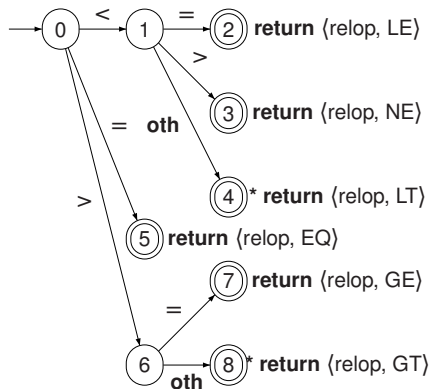 0 < 1 = 2 return ⟨relop, LE⟩
>
3 return ⟨relop, NE⟩
= oth
>
4 * return ⟨relop, LT⟩
5 return ⟨relop, EQ⟩
7 return ⟨relop, GE⟩
=
6 oth 8 * return ⟨relop, GT⟩